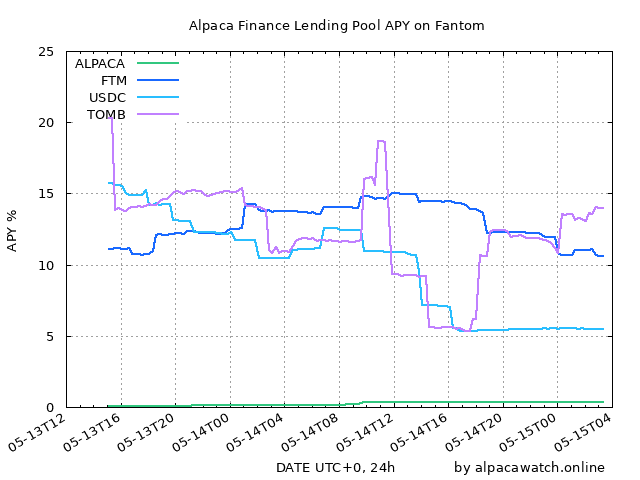 Alpaca Finance Lending Pool APY on Fantom
25
20
15
10
5
0
APY %
ALPACA
FTM
USDC
TOMB
05-13T12
05-13T16
05-13T20
05-14T00
05-14T04
05-14T08
05-14T12
05-14T16
05-14T20
05-15T00
05-15T04
DATE UTC+0, 24h
by alpacawatch.online